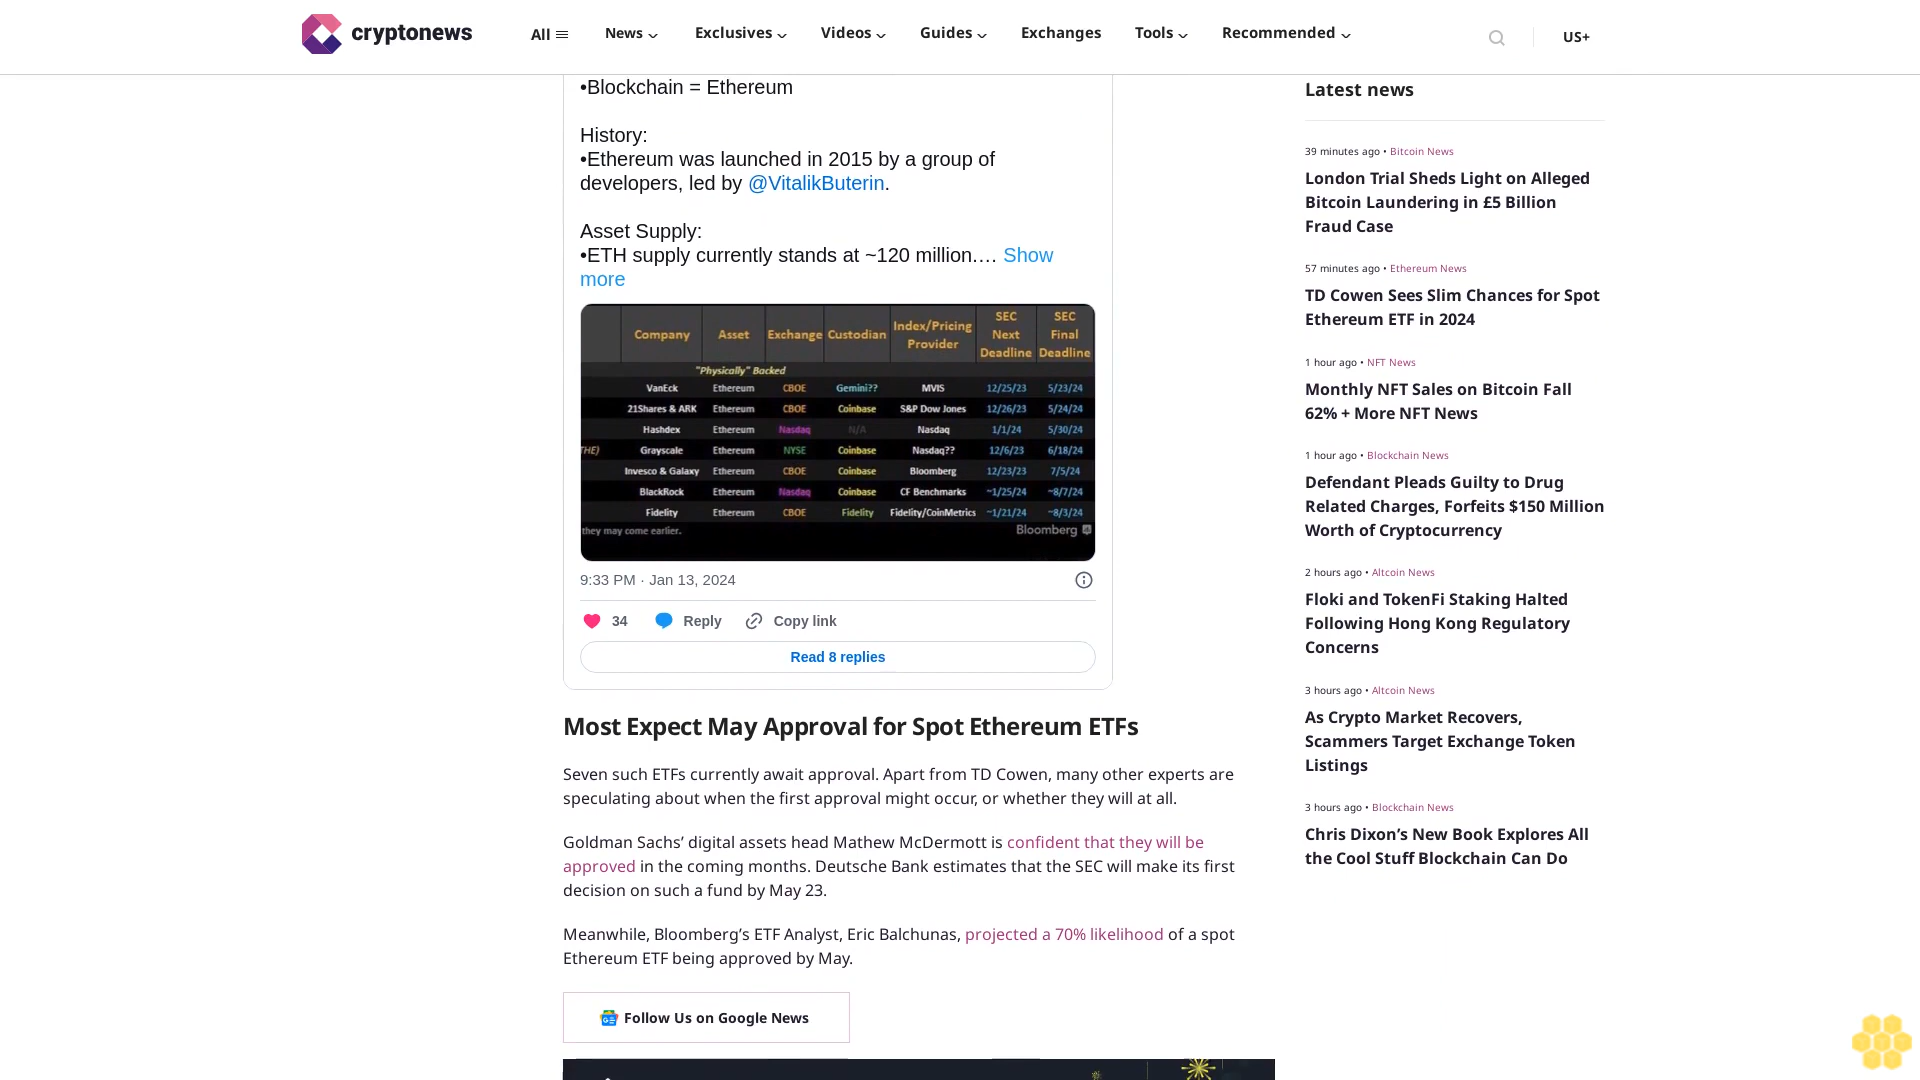 cryptonews
All
News
Exclusives
Videos
Guides
Exchanges
Tools
Recommended
US+
•Blockchain = Ethereum
History:
•Ethereum was launched in 2015 by a group of
developers, led by @VitalikButerin.
Asset Supply:
•ETH supply currently stands at ~120 million.… Show
more
Company Asset Exchange Custodian Index/Pricing Provider SEC Next Deadline SEC Final Deadline
"Physically" Backed
VanEck Ethereum CBOE Gemini?? MVIS 12/25/23 5/23/24
21Shares & ARK Ethereum CBOE Coinbase S&P Dow Jones 12/26/23 5/24/24
Hashdex Ethereum Nasdaq N/A Nasdaq 1/1/24 5/30/24
THE) Grayscale Ethereum NYSE Coinbase Nasdaq?? 12/6/23 6/18/24
Invesco & Galaxy Ethereum CBOE Coinbase Bloomberg 12/23/23 7/5/24
BlackRock Ethereum Nasdaq Coinbase CF Benchmarks ~1/25/24 ~8/7/24
Fidelity Ethereum CBOE Fidelity Fidelity/CoinMetrics ~1/21/24 ~8/3/24
they may come earlier.
Bloomberg
9:33 PM · Jan 13, 2024
34 Reply Copy link
Read 8 replies
Most Expect May Approval for Spot Ethereum ETFs
Seven such ETFs currently await approval. Apart from TD Cowen, many other experts are
speculating about when the first approval might occur, or whether they will at all.
Goldman Sachs’ digital assets head Mathew McDermott is confident that they will be
approved in the coming months. Deutsche Bank estimates that the SEC will make its first
decision on such a fund by May 23.
Meanwhile, Bloomberg’s ETF Analyst, Eric Balchunas, projected a 70% likelihood of a spot
Ethereum ETF being approved by May.
Follow Us on Google News
Latest news
39 minutes ago • Bitcoin News
London Trial Sheds Light on Alleged
Bitcoin Laundering in £5 Billion
Fraud Case
57 minutes ago • Ethereum News
TD Cowen Sees Slim Chances for Spot
Ethereum ETF in 2024
1 hour ago • NFT News
Monthly NFT Sales on Bitcoin Fall
62% + More NFT News
1 hour ago • Blockchain News
Defendant Pleads Guilty to Drug
Related Charges, Forfeits $150 Million
Worth of Cryptocurrency
2 hours ago • Altcoin News
Floki and TokenFi Staking Halted
Following Hong Kong Regulatory
Concerns
3 hours ago • Altcoin News
As Crypto Market Recovers,
Scammers Target Exchange Token
Listings
3 hours ago • Blockchain News
Chris Dixon’s New Book Explores All
the Cool Stuff Blockchain Can Do